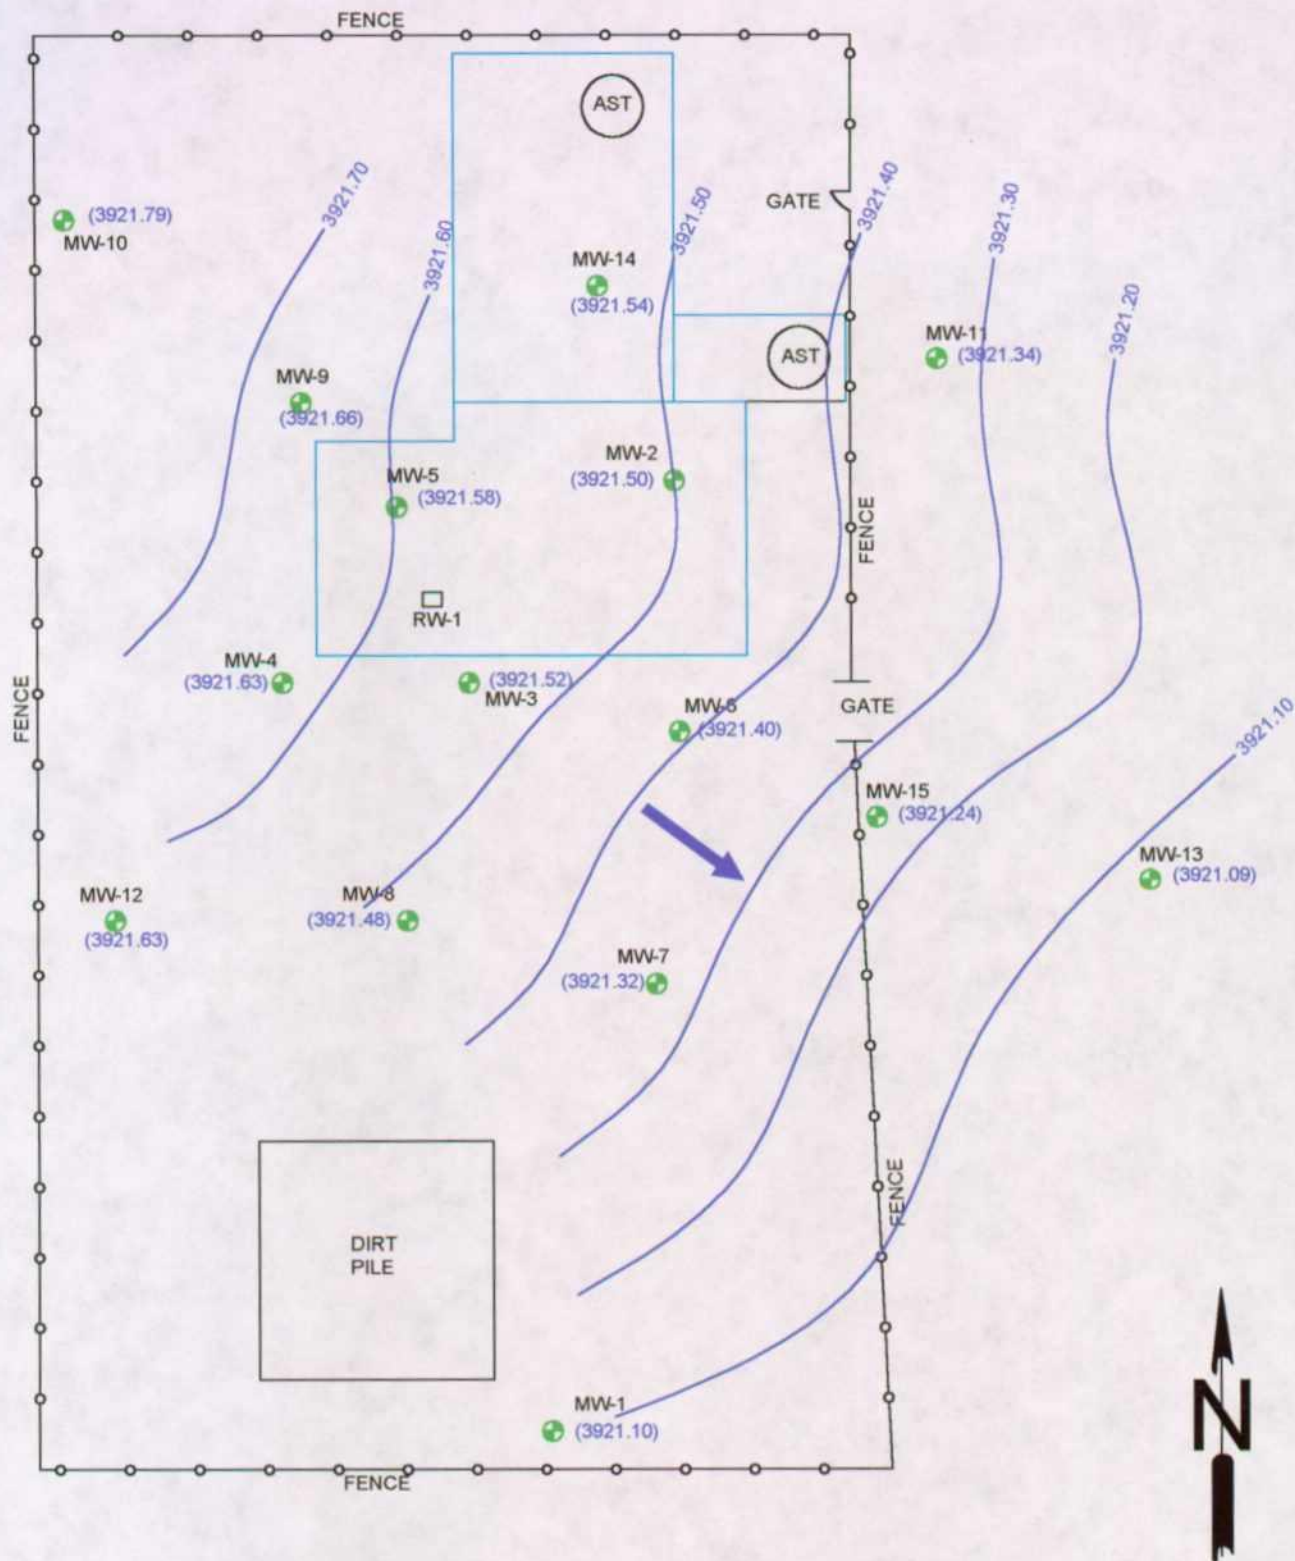 FENCE
AST
3921.70
3921.40
3921.50
3921.30
GATE
(3921.79)
MW-10
3921.60
MW-14
(3921.54)
3921.20
MW-11
(3921.34)
AST
MW-9
(3921.66)
MW-2
(3921.50)
MW-5
(3921.58)
FENCE
RW-1
MW-4
(3921.63)
(3921.52)
MW-3
FENCE
MW-6
(3921.40)
GATE
3921.10
MW-15
(3921.24)
MW-13
(3921.09)
MW-12
(3921.63)
MW-8
(3921.48)
MW-7
(3921.32)
FENCE
DIRT
PILE
N
MW-1
(3921.10)
FENCE